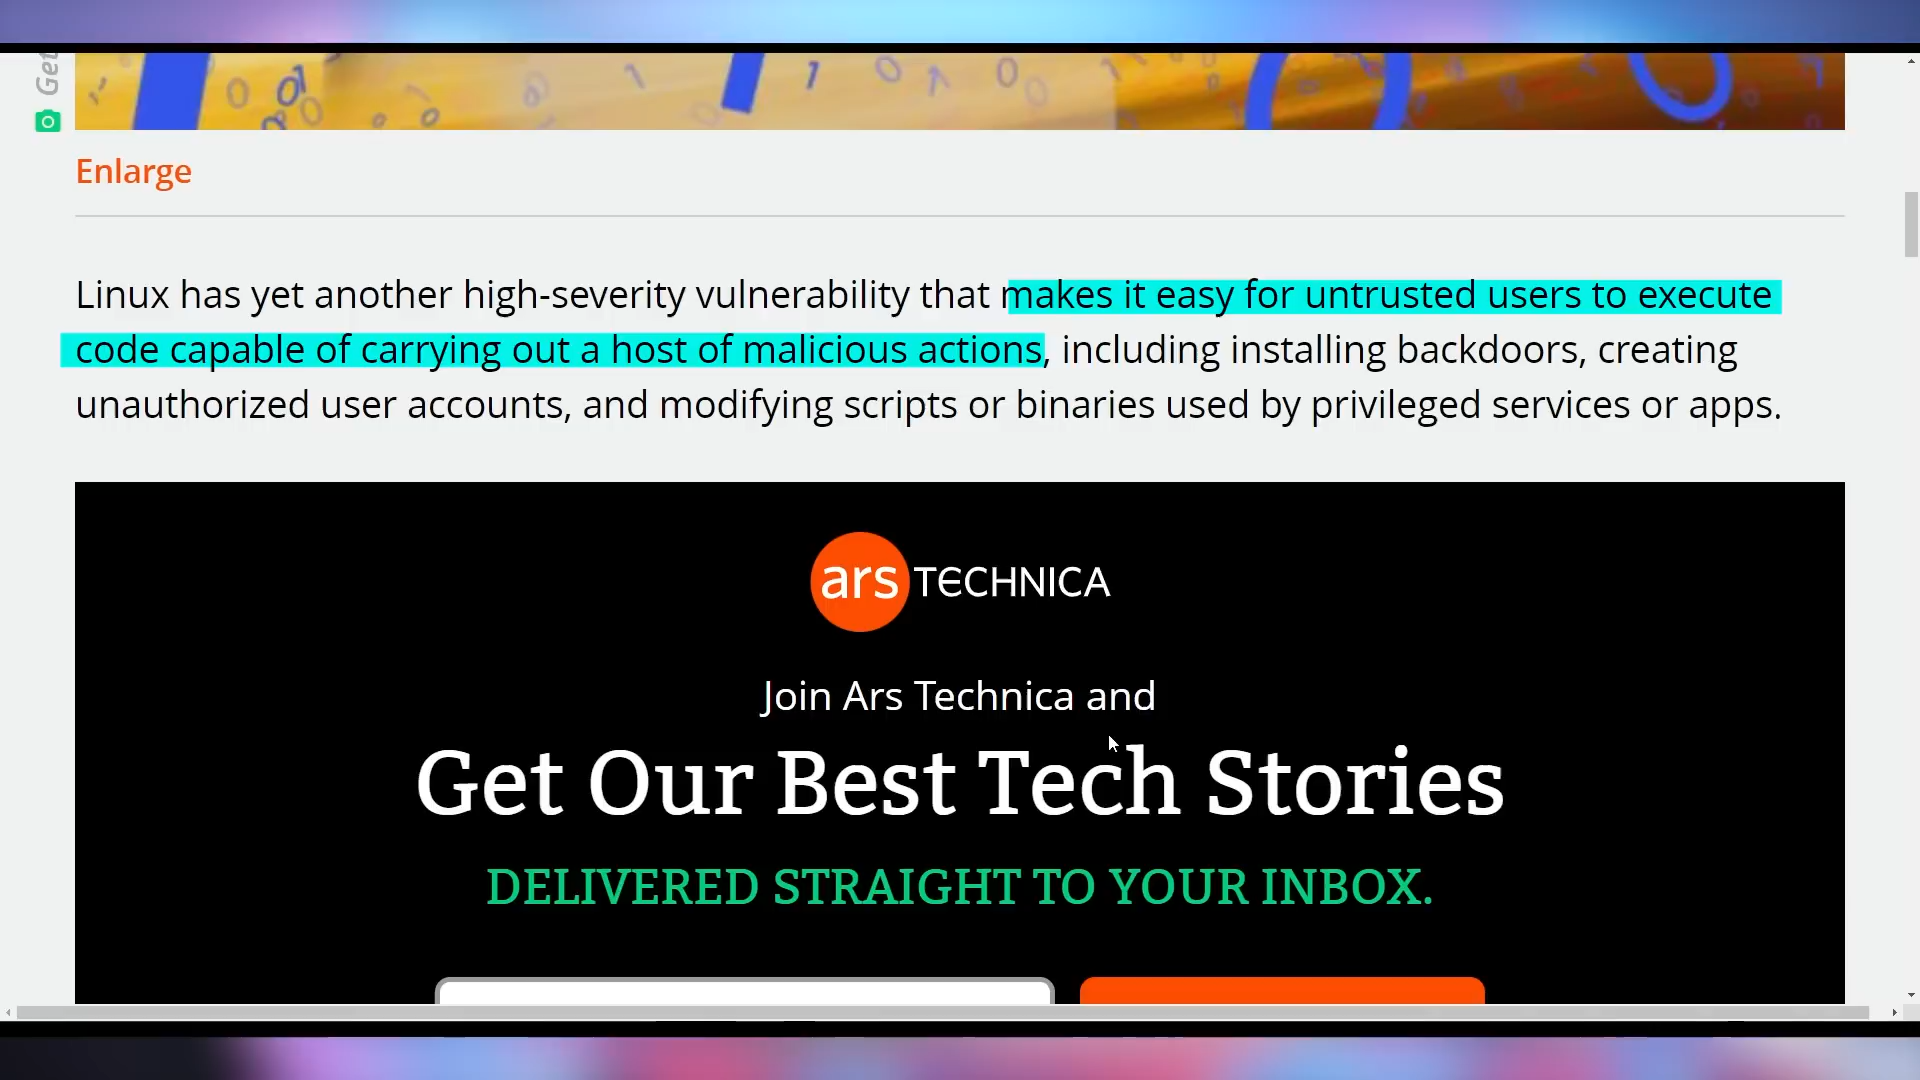 Get
Enlarge
Linux has yet another high-severity vulnerability that makes it easy for untrusted users to execute
code capable of carrying out a host of malicious actions, including installing backdoors, creating
unauthorized user accounts, and modifying scripts or binaries used by privileged services or apps.
ars TECHNICA
Join Ars Technica and
Get Our Best Tech Stories
DELIVERED STRAIGHT TO YOUR INBOX.